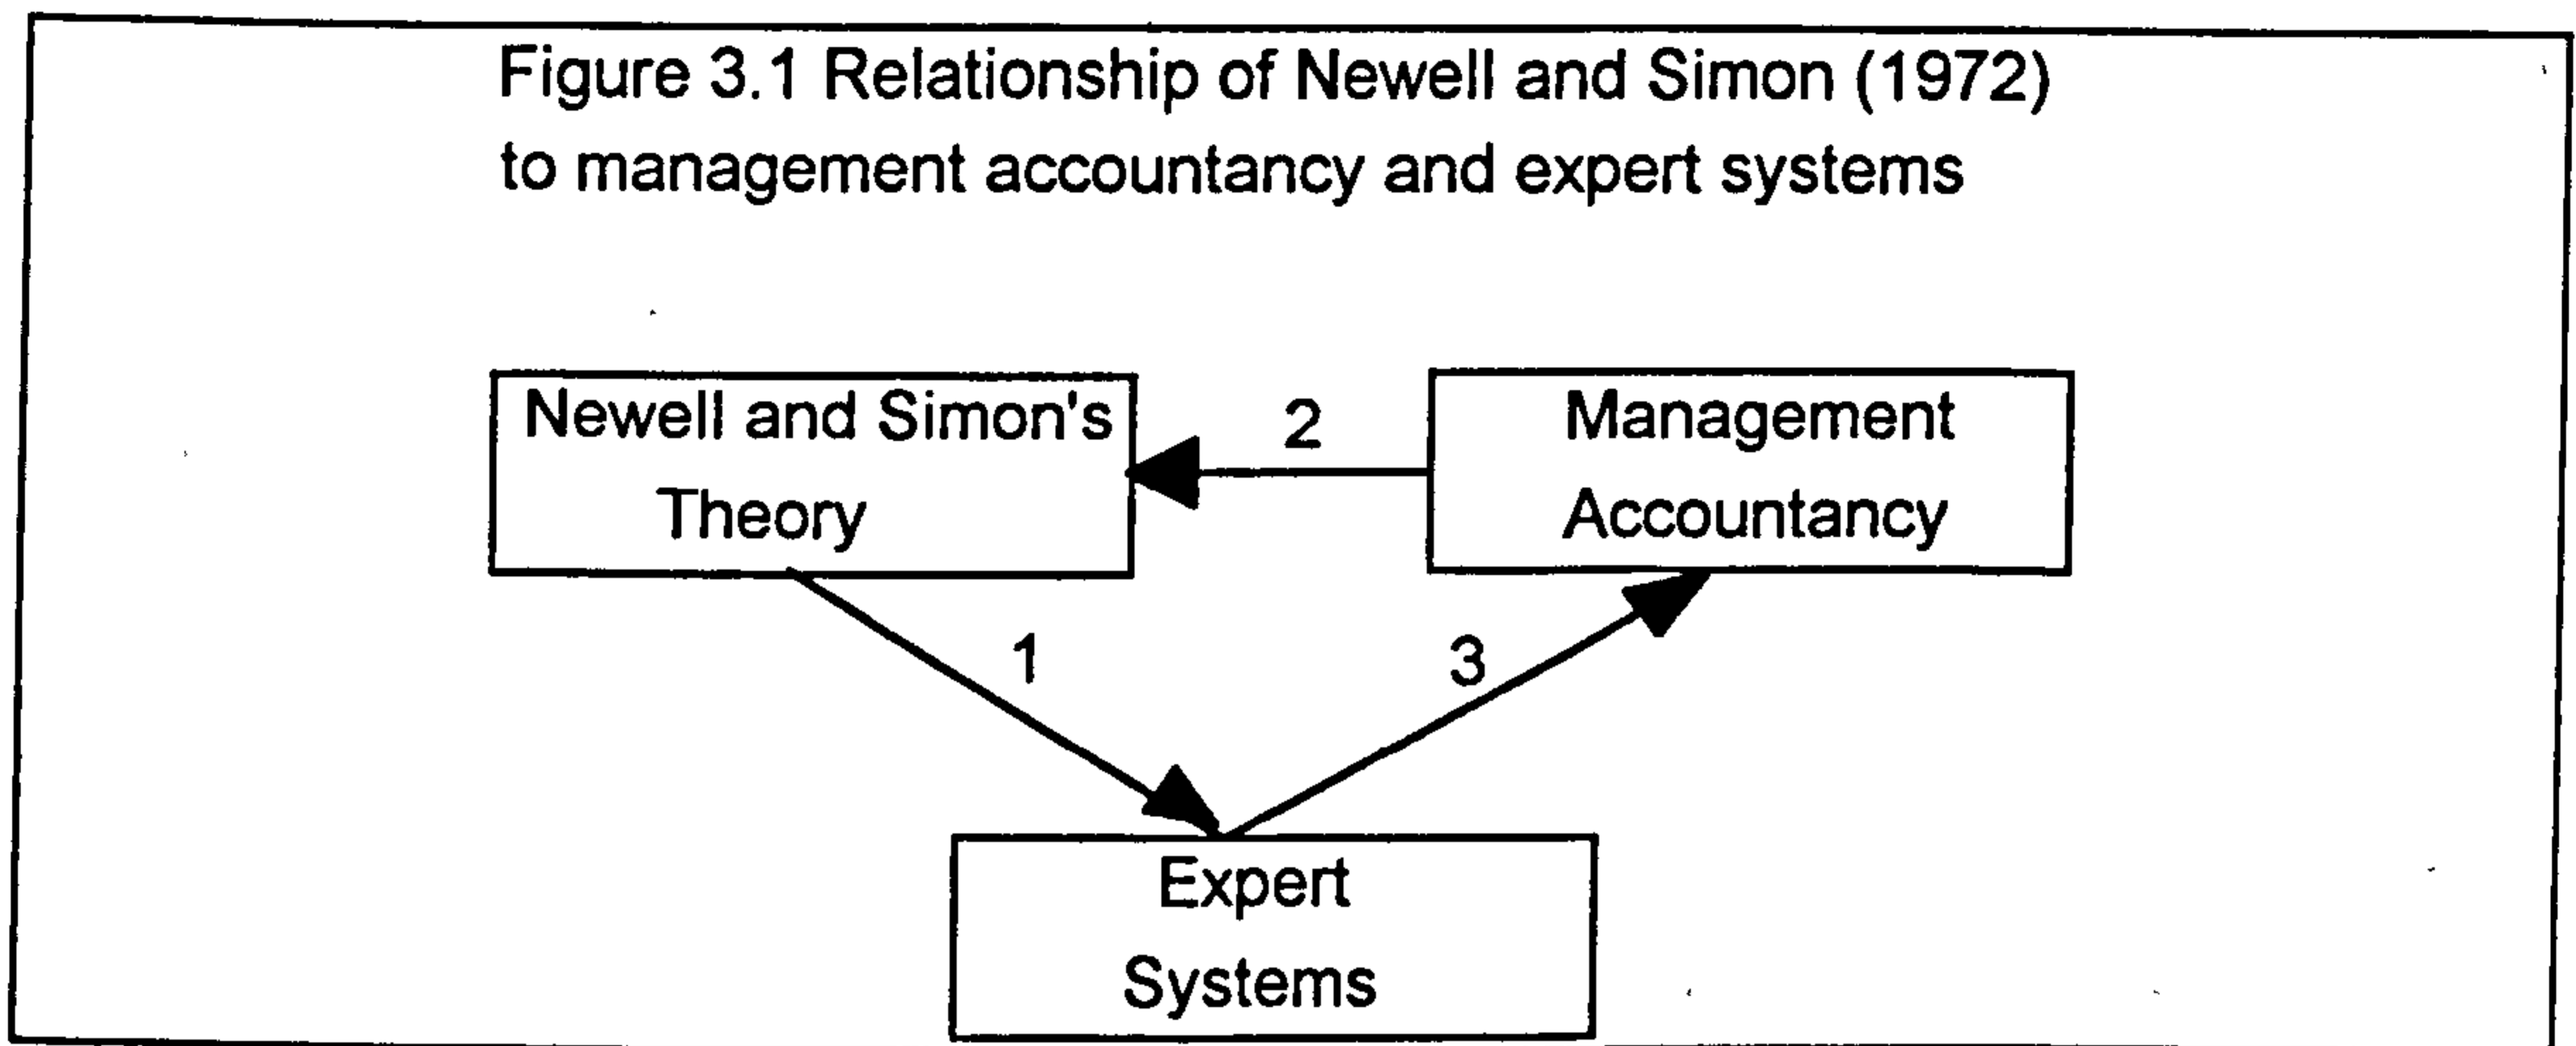 Figure 3.1 Relationship of Newell and Simon (1972)
to management accountancy and expert systems
Newell and Simon's
Theory
2
Management
Accountancy
1
3
Expert
Systems